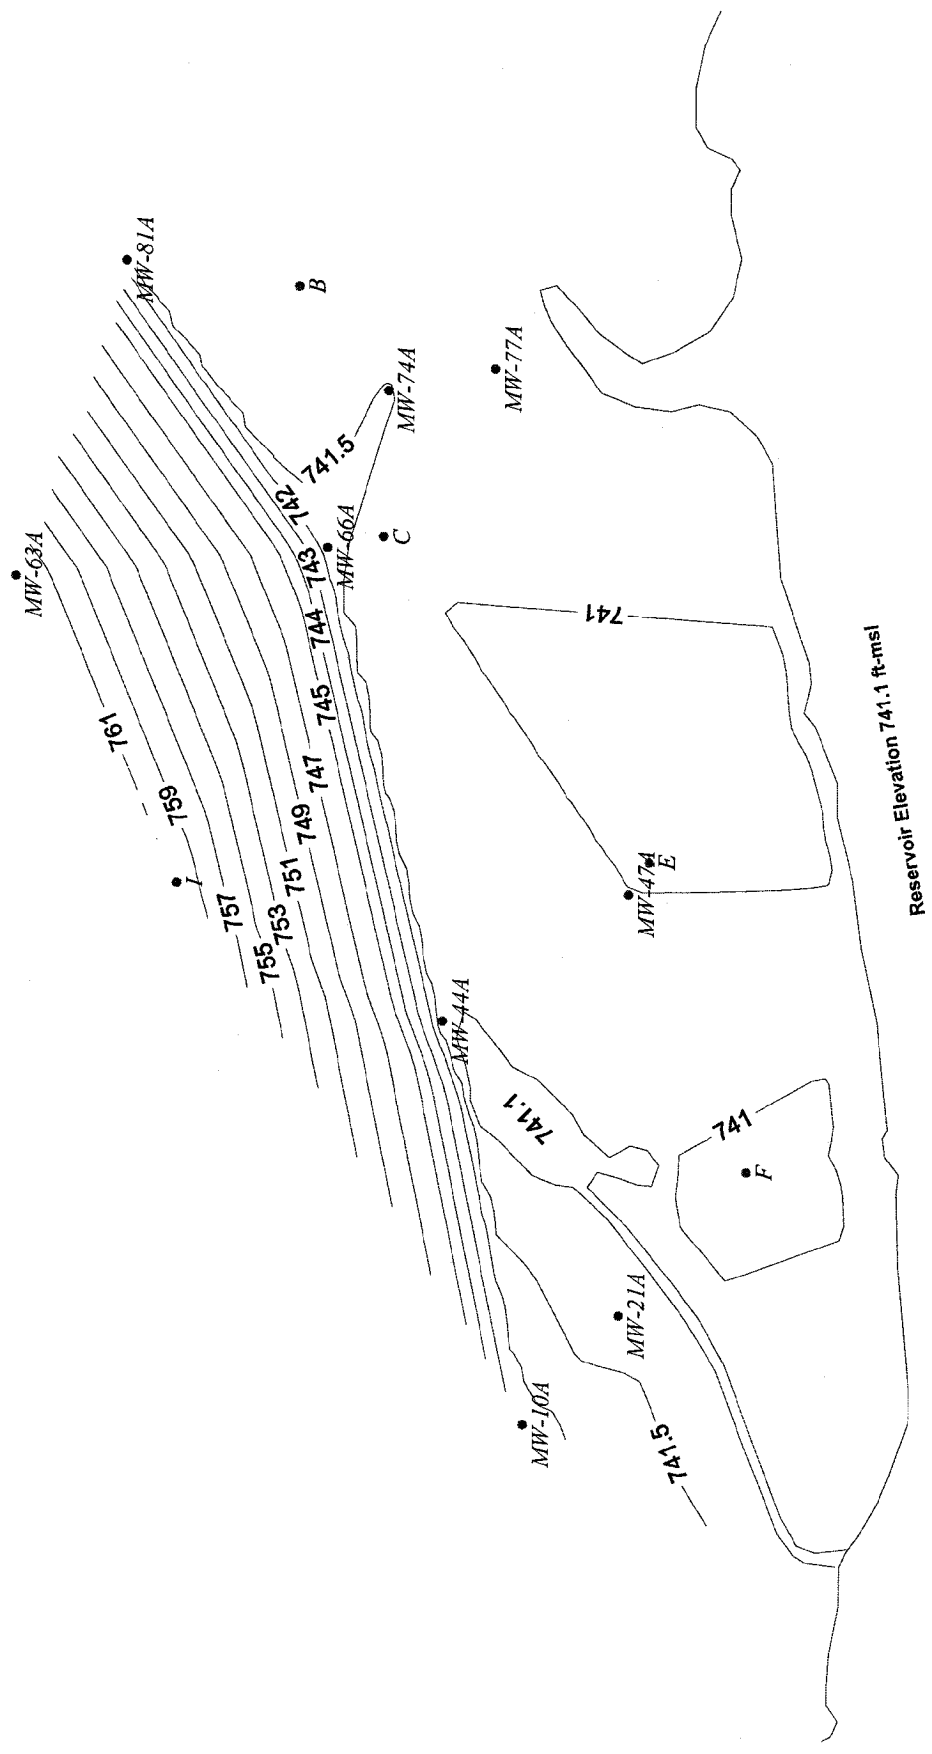 MW-81A
B
MW-74A
MW-77A
741.5
742
MW-66A
C
743
744
MW-63A
745
747
749
751
753
755
757
759
761
I
741
MW-47A
E
MW-44A
741.1
741
F
MW-21A
MW-10A
741.5
Reservoir Elevation 741.1 ft-msl